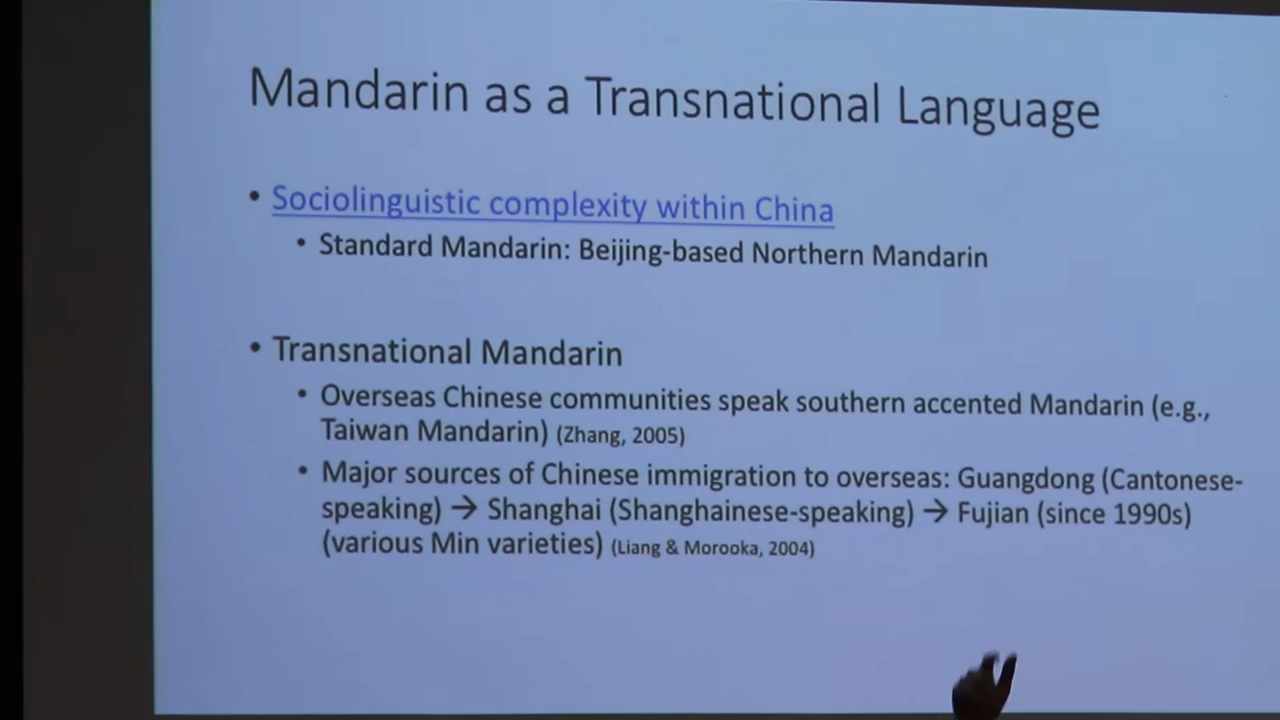 Mandarin as a Transnational Language
• Sociolinguistic complexity within China
• Standard Mandarin: Beijing-based Northern Mandarin
• Transnational Mandarin
• Overseas Chinese communities speak southern accented Mandarin (e.g.,
Taiwan Mandarin) (Zhang, 2005)
• Major sources of Chinese immigration to overseas: Guangdong (Cantonese-
speaking) → Shanghai (Shanghainese-speaking) → Fujian (since 1990s)
(various Min varieties) (Liang & Morooka, 2004)